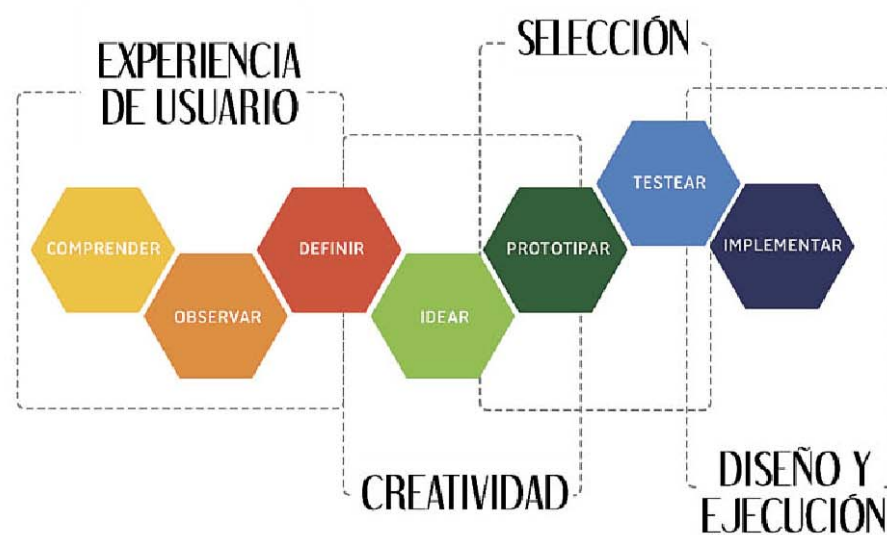 EXPERIENCIA
DE USUARIO
SELECCIÓN
COMPRENDER
OBSERVAR
DEFINIR
IDEAR
PROTOTIPAR
TESTEAR
IMPLEMENTAR
CREATIVIDAD
DISEÑO Y
EJECUCIÓN